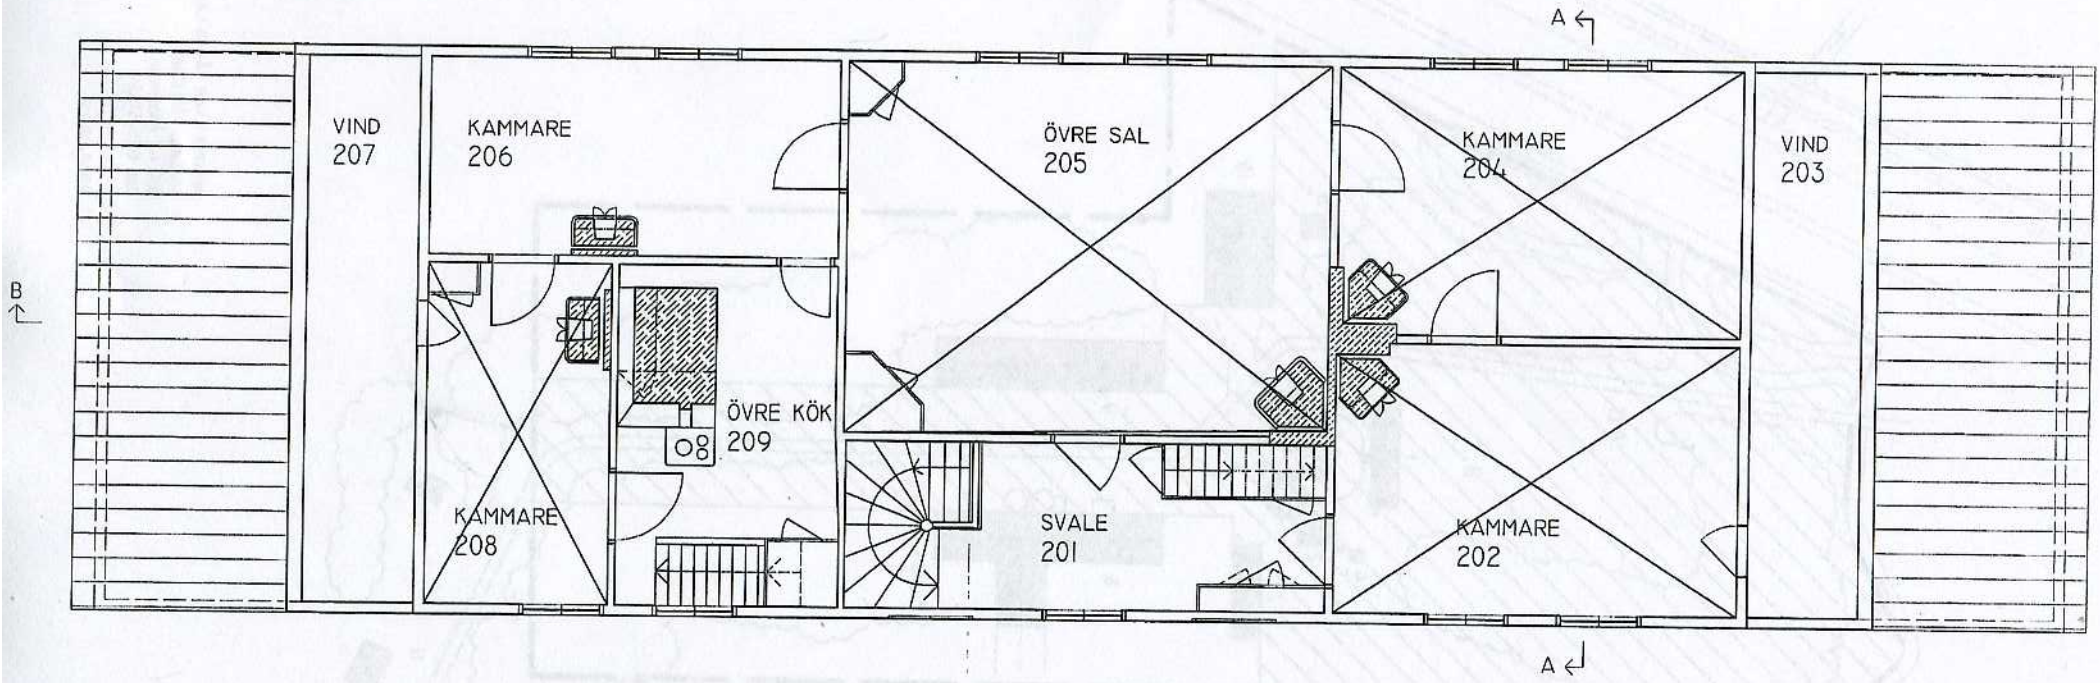 A
VIND
207
KAMMARE
206
ÖVRE SAL
205
KAMMARE
204
VIND
203
B
ÖVRE KÖK
209
KAMMARE
208
SVALE
201
KAMMARE
202
A